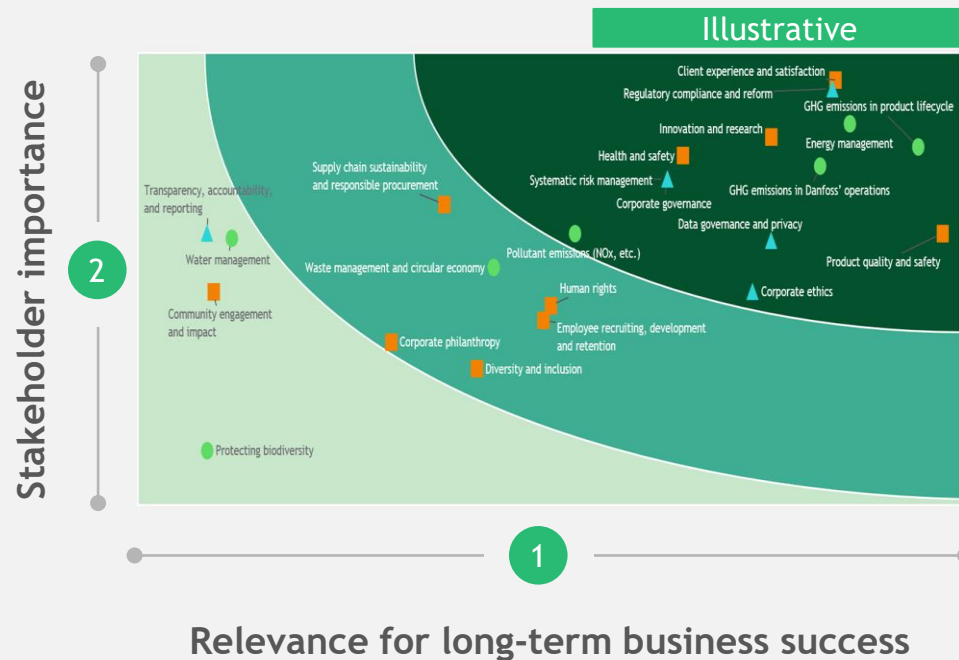 Illustrative
Stakeholder importance
2
Client experience and satisfaction
Regulatory compliance and reform
GHG emissions in product lifecycle
Innovation and research
Energy management
Health and safety
Supply chain sustainability
and responsible procurement
Systematic risk management
GHG emissions in Danfoss' operations
Transparency, accountability,
and reporting
Corporate governance
Data governance and privacy
Water management
Pollutant emissions (NOx, etc.)
Product quality and safety
Waste management and circular economy
Human rights
Corporate ethics
Community engagement
and impact
Employee recruiting, development
and retention
Corporate philanthropy
Diversity and inclusion
Protecting biodiversity
1
Relevance for long-term business success